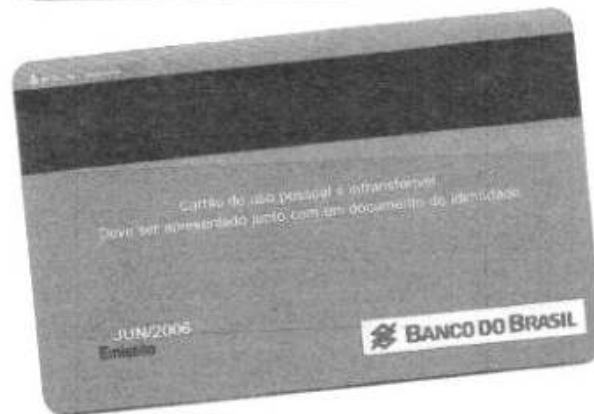 Cartão de uso pessoal e intransferível
Deve ser apresentado junto com um documento de identidade.
JUN/2006
Emissão
BANCO DO BRASIL